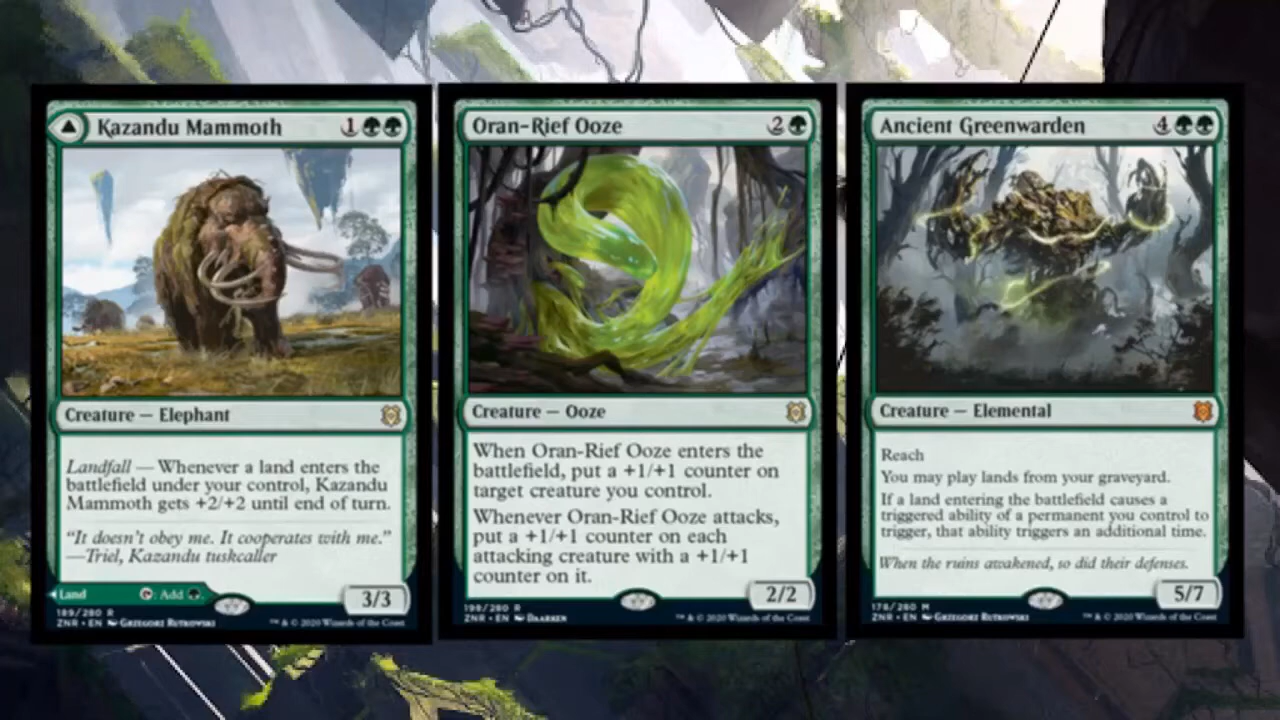 Kazandu Mammoth 1
Creature — Elephant
Landfall — Whenever a land enters the
battlefield under your control, Kazandu
Mammoth gets +2/+2 until end of turn.
"It doesn't obey me. It cooperates with me."
—Triel, Kazandu tuskcaller
Land : Add .
3/3
189/280 R
ZNR • EN Grzegorz Rutkowski ™ & © 2020 Wizards of the Coast
Oran-Rief Ooze 2
Creature — Ooze
When Oran-Rief Ooze enters the
battlefield, put a +1/+1 counter on
target creature you control.
Whenever Oran-Rief Ooze attacks,
put a +1/+1 counter on each
attacking creature with a +1/+1
counter on it.
2/2
198/280 R
ZNR • EN Daarken ™ & © 2020 Wizards of the Coast
Ancient Greenwarden 4
Creature — Elemental
Reach
You may play lands from your graveyard.
If a land entering the battlefield causes a
triggered ability of a permanent you control to
trigger, that ability triggers an additional time.
When the ruins awakened, so did their defenses.
5/7
178/280 M
ZNR • EN Grzegorz Rutkowski ™ & © 2020 Wizards of the Coast